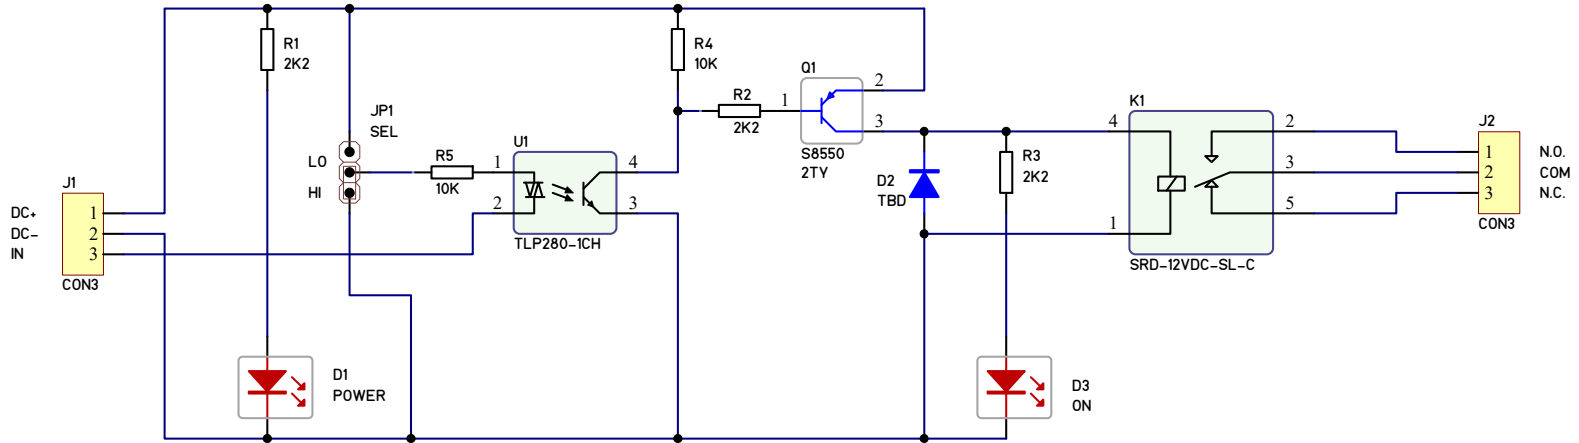 J1
DC+
DC-
IN
1
2
3
CON3
R1
2K2
D1
POWER
JP1
SEL
LO
HI
R5
10K
U1
1
2
4
3
TLP280-1CH
R4
10K
R2
2K2
Q1
1
2
3
S8550
2TY
D2
TBD
R3
2K2
D3
ON
K1
4
1
2
3
5
SRD-12VDC-SL-C
J2
1
2
3
CON3
N.O.
COM
N.C.